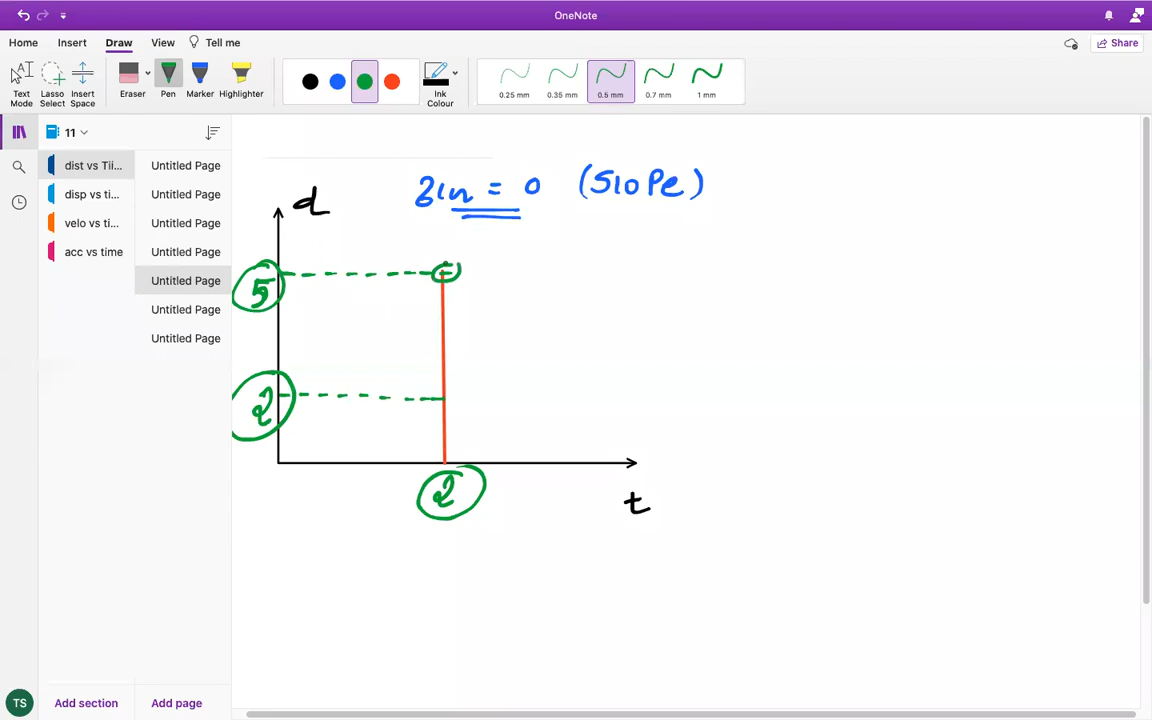 OneNote
Home Insert Draw View Tell me
Share
Text Mode
Lasso Select
Insert Space
Eraser
Pen
Marker
Highlighter
Ink Colour
0.25 mm
0.35 mm
0.5 mm
0.7 mm
1 mm
11
dist vs Tii...
disp vs ti...
velo vs ti...
acc vs time
Untitled Page
Untitled Page
Untitled Page
Untitled Page
Untitled Page
Untitled Page
Untitled Page
= 0 (SloPe)
d
5
2
2
t
TS
Add section
Add page